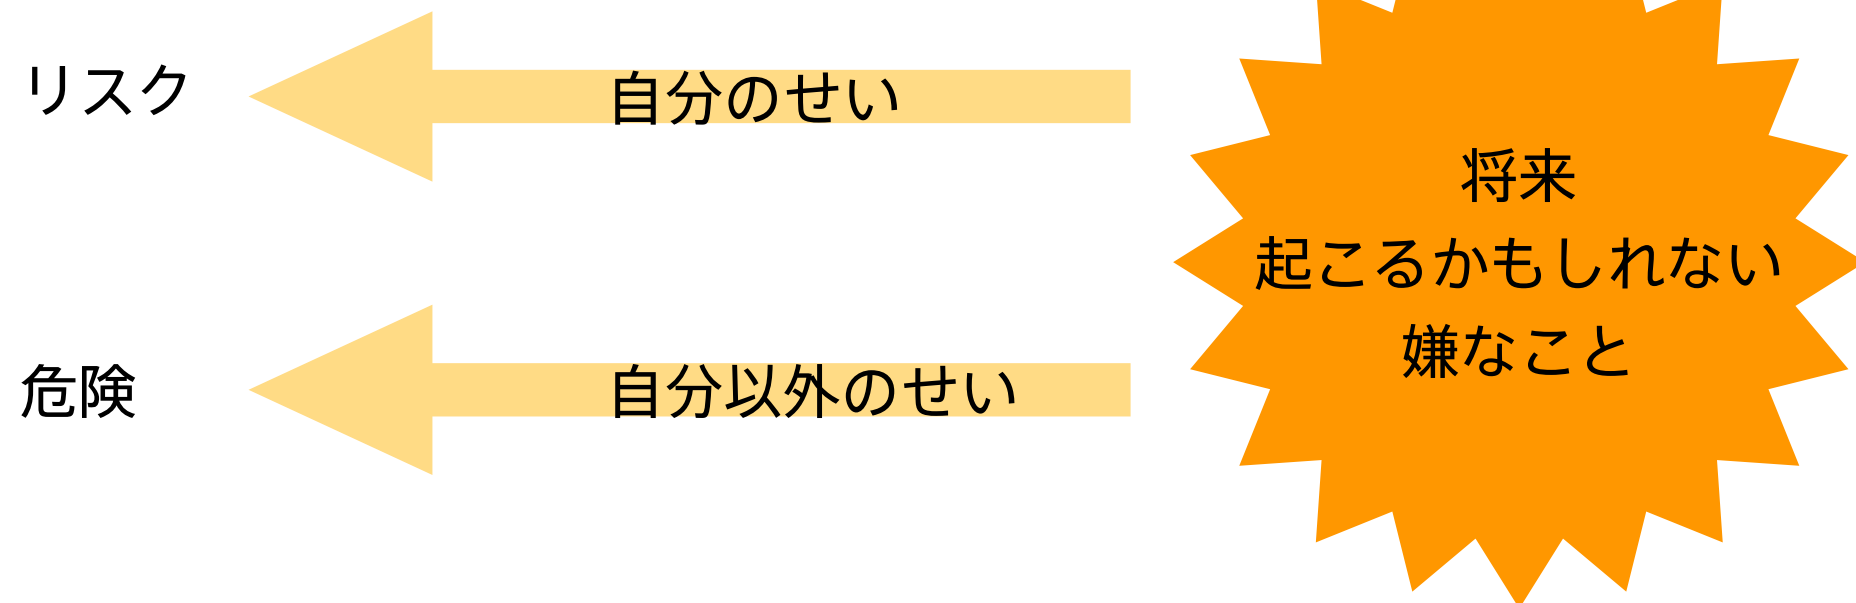 リスク
自分のせい
将来
起こるかもしれない
嫌なこと
危険
自分以外のせい